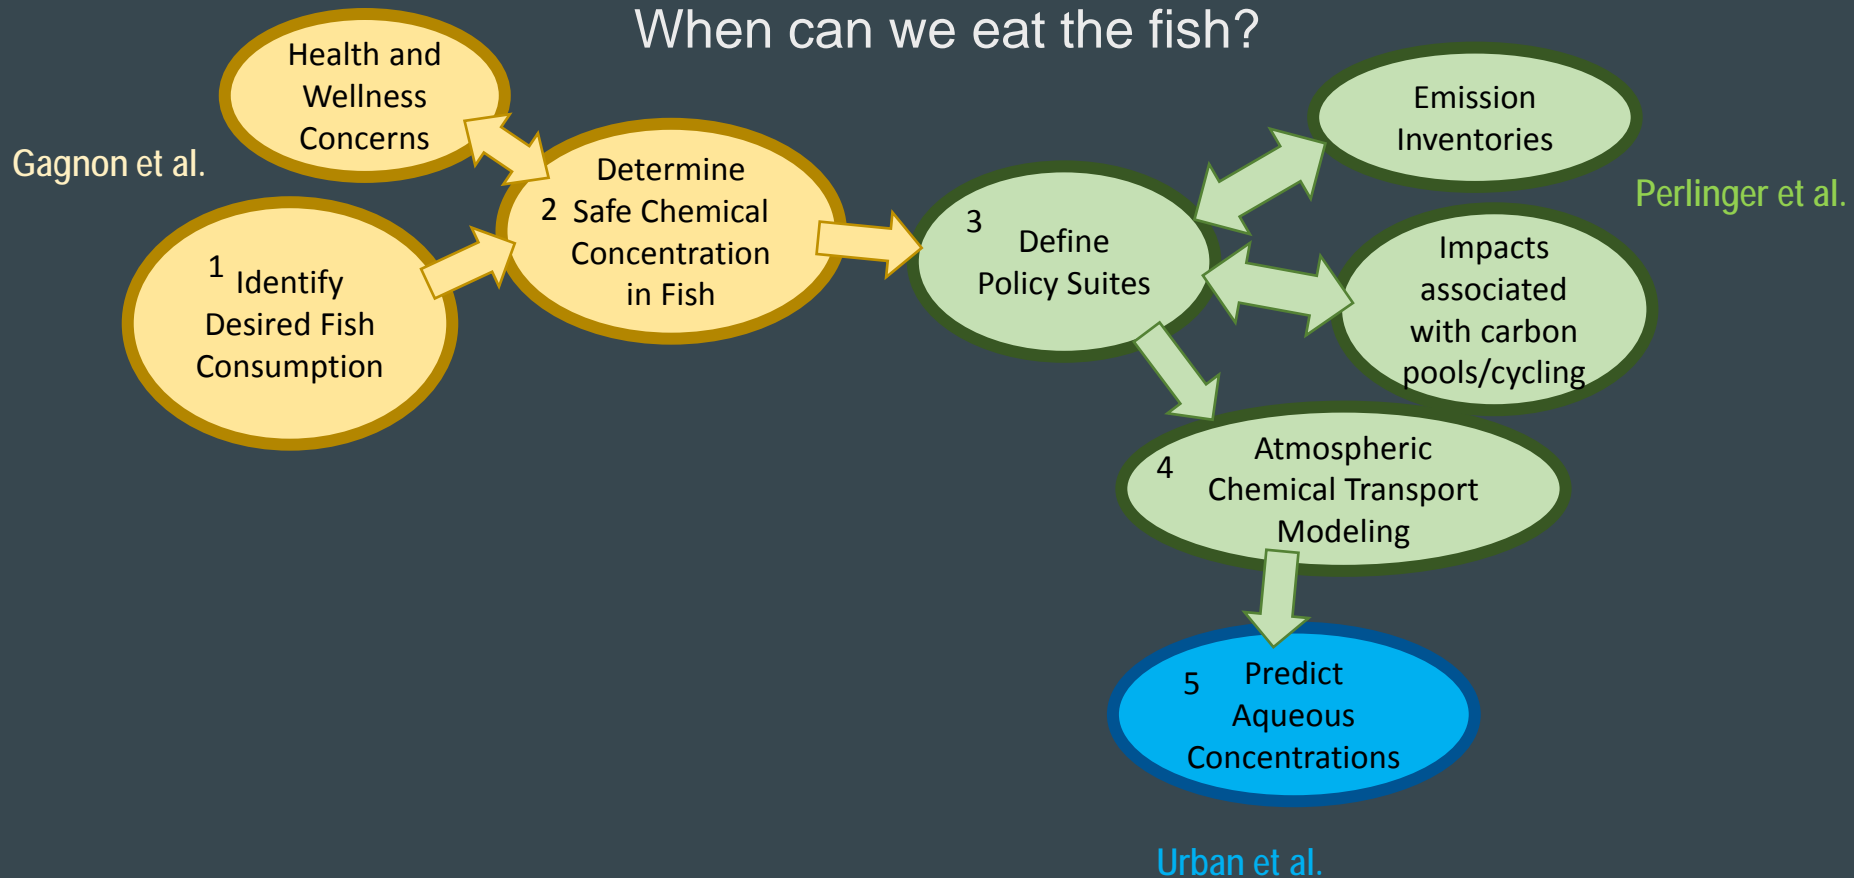 When can we eat the fish?
Health and
Wellness
Concerns
Gagnon et al.
1
Identify
Desired Fish
Consumption
2
Determine
Safe Chemical
Concentration
in Fish
3
Define
Policy Suites
Emission
Inventories
Perlinger et al.
Impacts
associated
with carbon
pools/cycling
4
Atmospheric
Chemical Transport
Modeling
5
Predict
Aqueous
Concentrations
Urban et al.